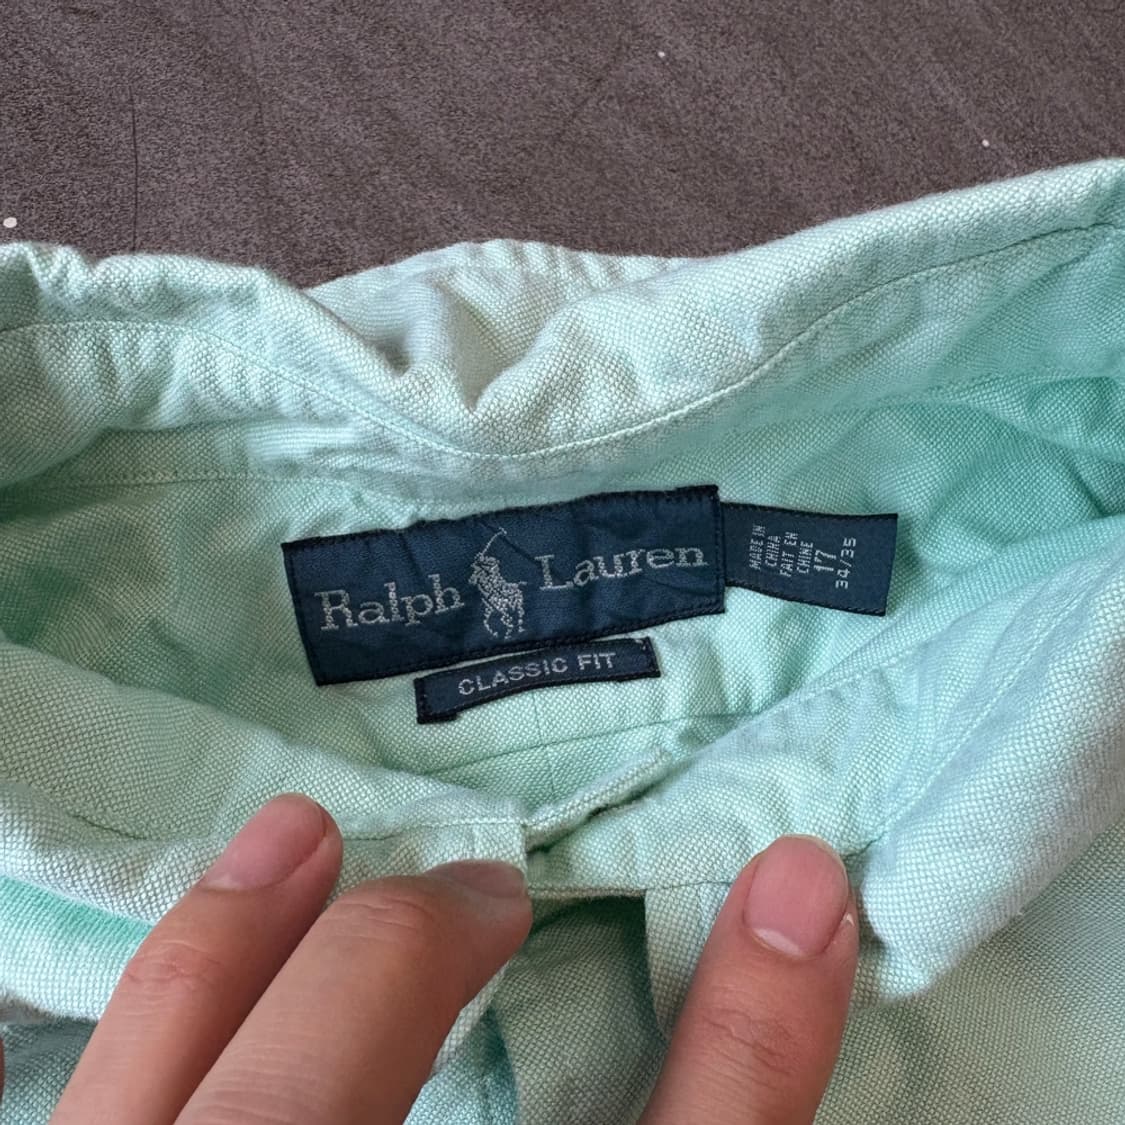 Ralph Lauren
CLASSIC FIT
MADE IN
CHINA
FAIT EN
CHINE
17
34/35